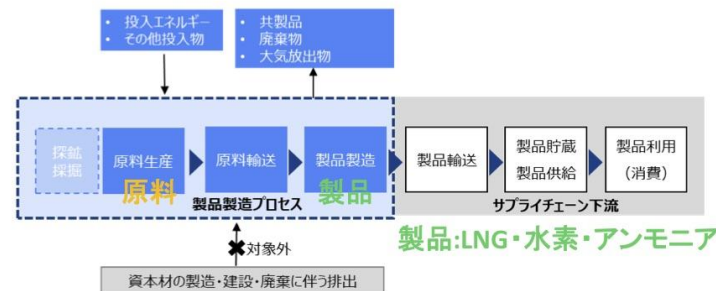 ・投入エネルギー
・その他投入物
・共製品
・廃棄物
・大気放出物
探鉱
採掘
原料生産
原料輸送
製品製造
製品輸送
製品貯蔵
製品供給
製品利用
(消費)
原料
製品製造プロセス
製品
サプライチェーン下流
製品:LNG・水素・アンモニア
対象外
資本材の製造・建設・廃棄に伴う排出